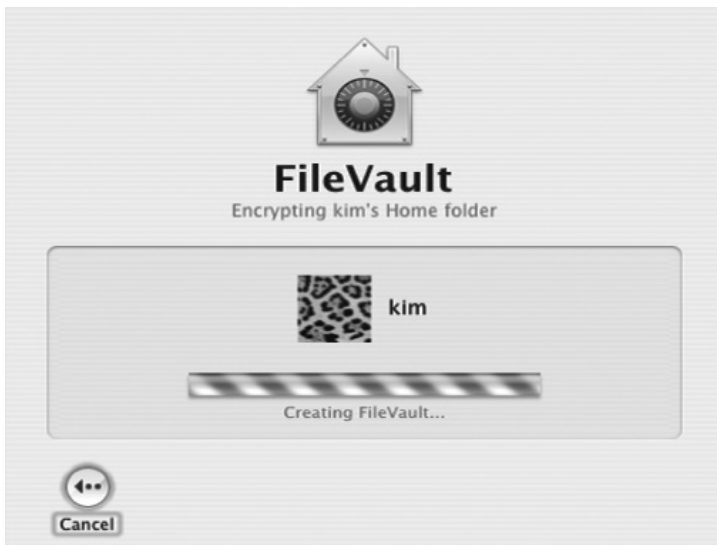 FileVault
Encrypting kim's Home folder
kim
Creating FileVault...
Cancel